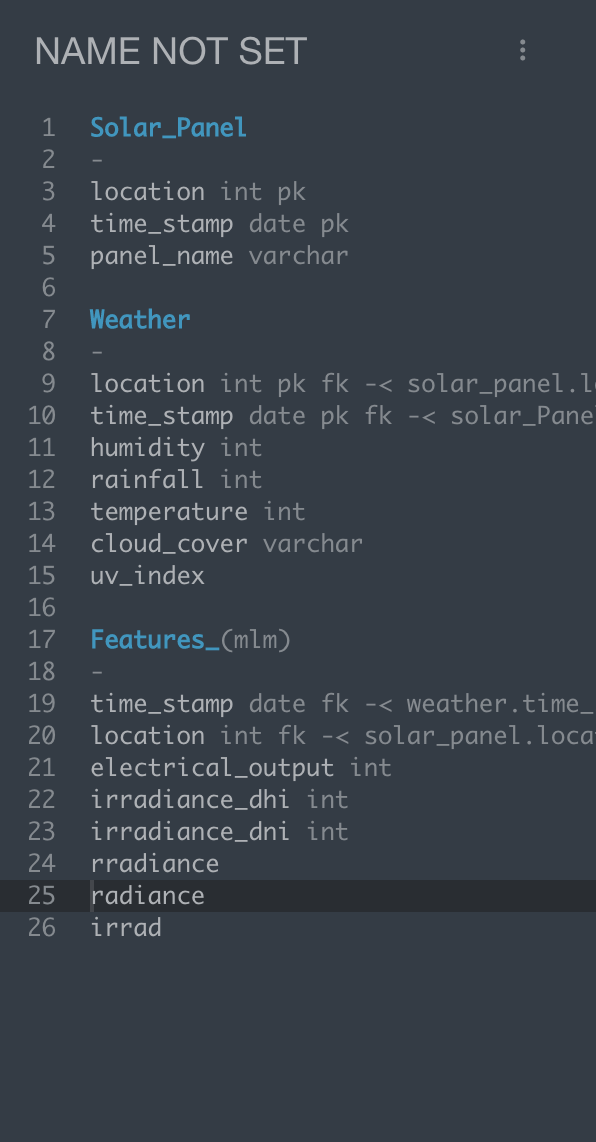 NAME NOT SET
1 Solar_Panel
2 -
3 location int pk
4 time_stamp date pk
5 panel_name varchar
6
7 Weather
8 -
9 location int pk fk -< solar_panel.lo
10 time_stamp date pk fk -< solar_Pane
11 humidity int
12 rainfall int
13 temperature int
14 cloud_cover varchar
15 uv_index
16
17 Features_(mlm)
18 -
19 time_stamp date fk -< weather.time_
20 location int fk -< solar_panel.loca
21 electrical_output int
22 irradiance_dhi int
23 irradiance_dni int
24 rradiance
25 radiance
26 irrad